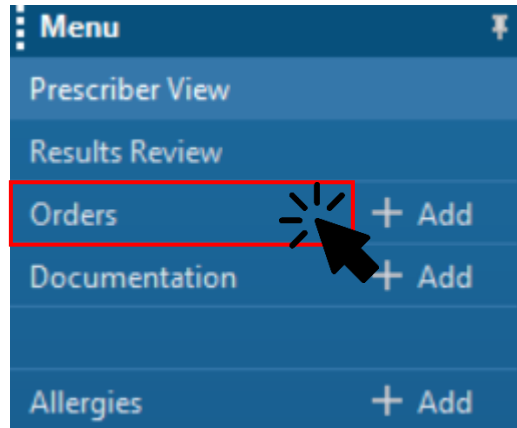 Menu
Prescriber View
Results Review
Orders + Add
Documentation + Add
Allergies + Add